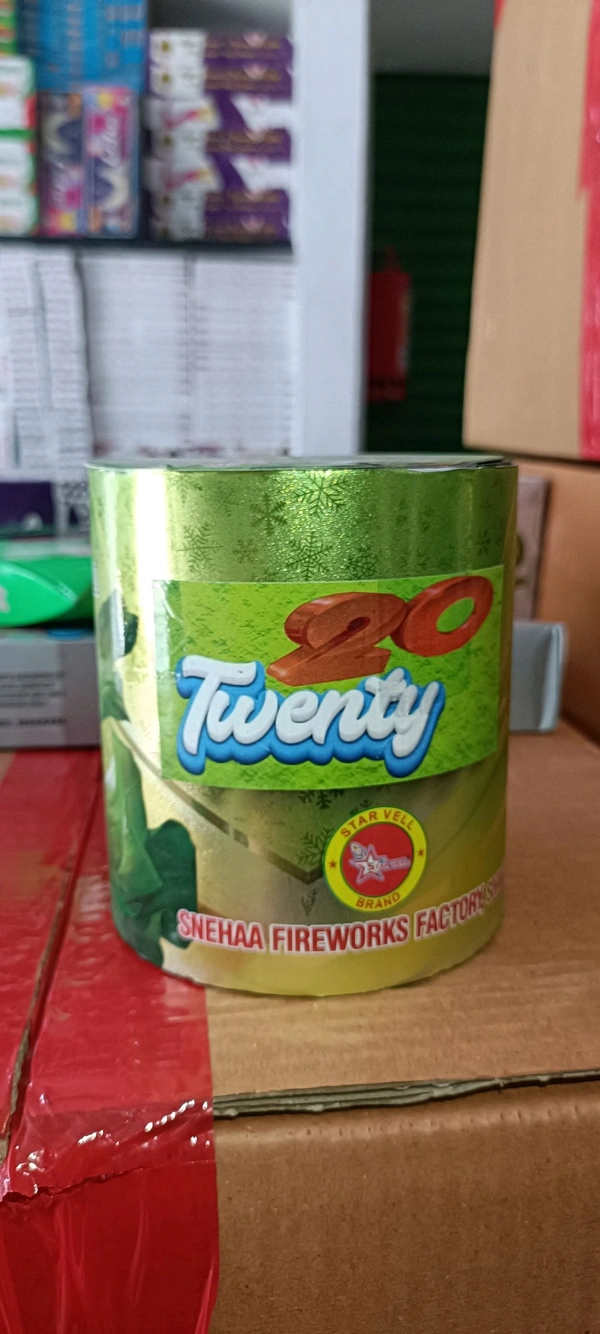 20
Twenty
STAR VELL
BRAND
SNEHAA FIREWORKS FACTORY